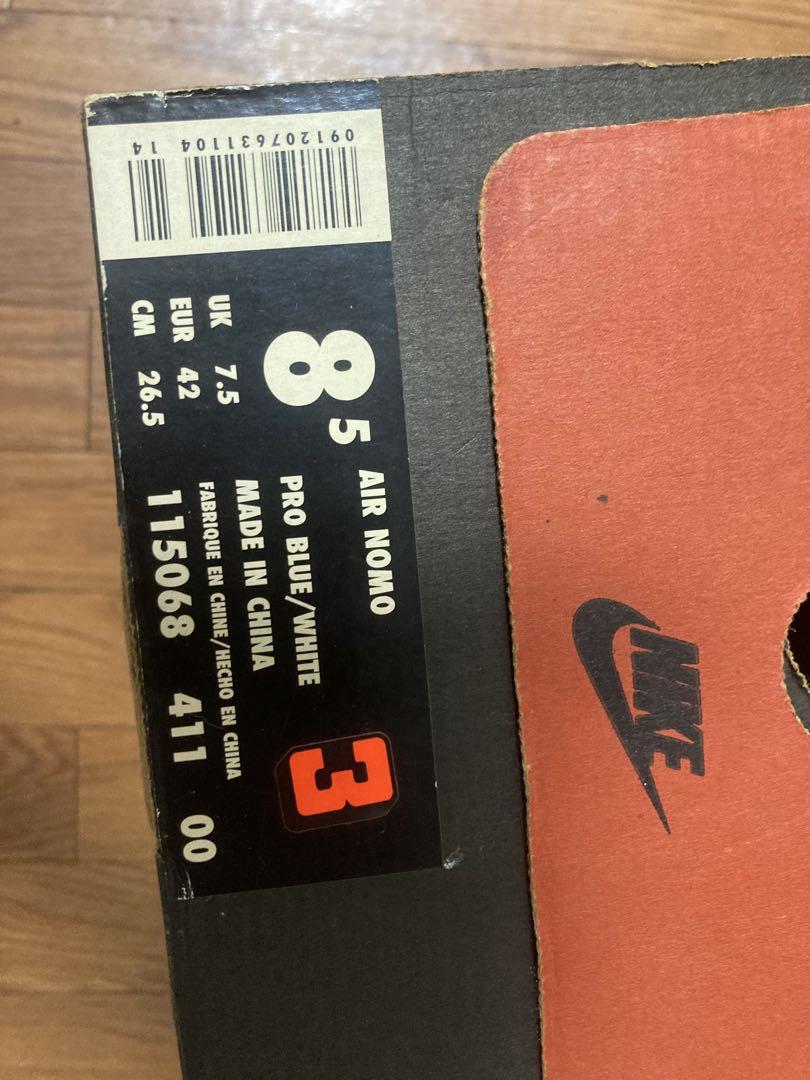 AIR NOMO
8 5
PRO BLUE/WHITE
3
MADE IN CHINA
FABRIQUE EN CHINE/HECHO EN CHINA
UK 7.5
EUR 42
CM 26.5
115068 411 00
091207631104 14
NIKE